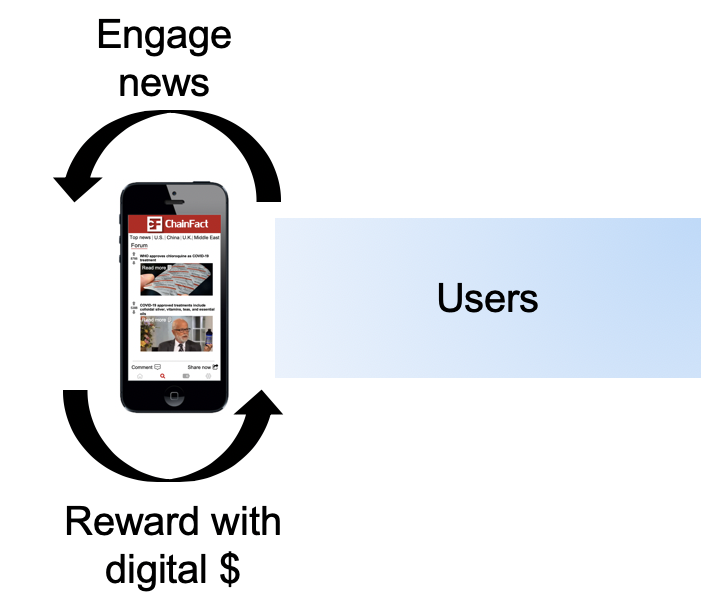 Engage
news
ChainFact
Top news | U.S. | China | U.K. | Middle East
Forum
WHO approves chloroquine as COVID-19
treatment
Read more
COVID-19 approved treatments include
colloidal silver, vitamins, teas, and essential
oils
Read more
Comment
Share now
Users
Reward with
digital $